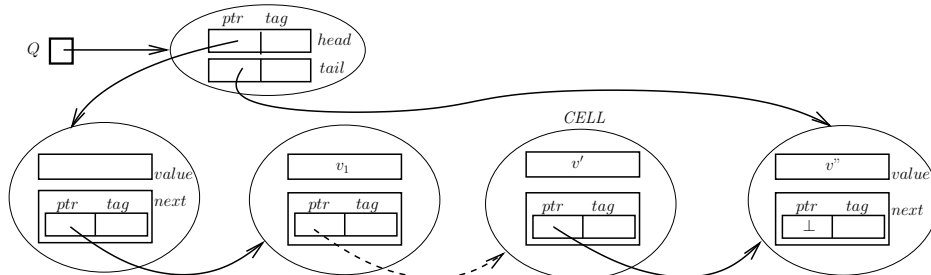 ptr tag
Q
head
tail
CELL
v₁
v'
v"
value
value
ptr tag
next
ptr tag
ptr tag
ptr tag
next
⊥